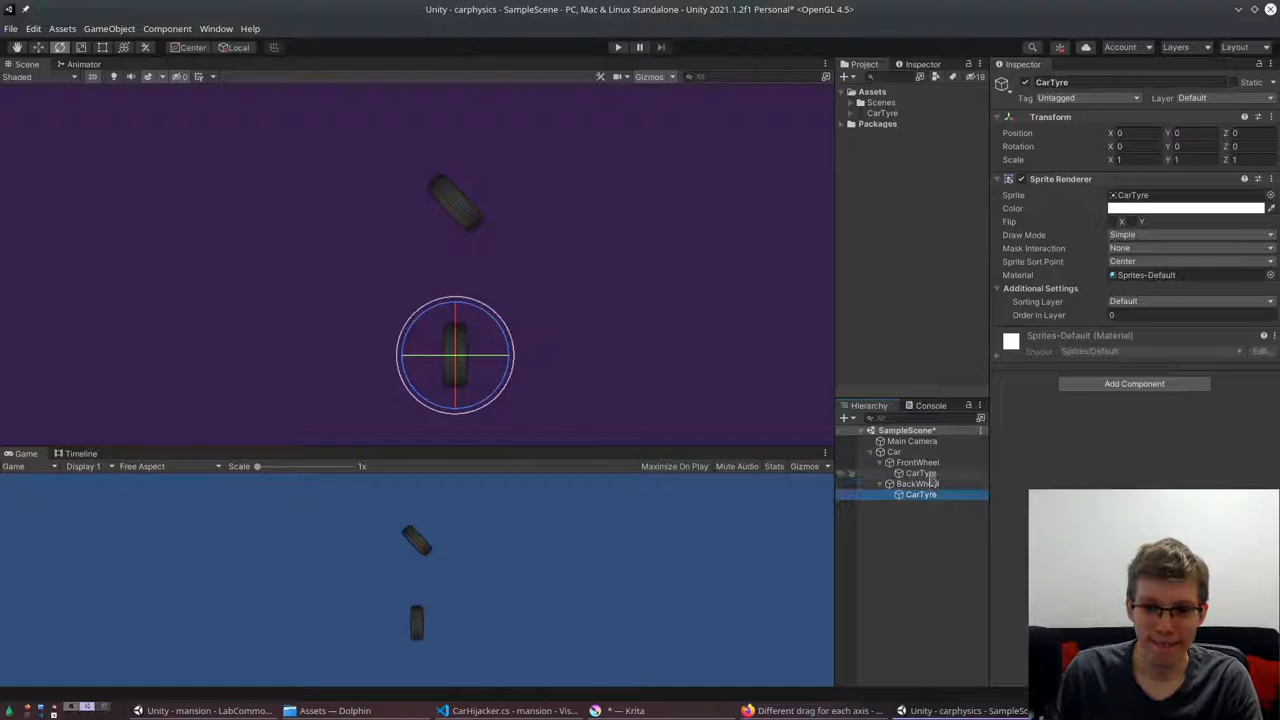 Unity - carphysics - SampleScene - PC, Mac & Linux Standalone - Unity 2021.1.2f1 Personal* <OpenGL 4.5>
File Edit Assets GameObject Component Window Help
Center Local Account Layers Layout
Scene Animator
Shaded 2D 0 Gizmos All
Project Inspector
19
Assets
Scenes
CarTyre
Packages
Inspector
CarTyre Static
Tag Untagged Layer Default
Transform
Position X 0 Y 0 Z 0
Rotation X 0 Y 0 Z 0
Scale X 1 Y 1 Z 1
Sprite Renderer
Sprite CarTyre
Color
Flip X Y
Draw Mode Simple
Mask Interaction None
Sprite Sort Point Center
Material Sprites-Default
Additional Settings
Sorting Layer Default
Order in Layer 0
Sprites-Default (Material)
Shader Sprites/Default Edit...
Add Component
Hierarchy Console
All
SampleScene*
Main Camera
Car
FrontWheel
CarTyre
BackWheel
CarTyre
Game Timeline
Game Display 1 Free Aspect Scale 1x Maximize On Play Mute Audio Stats Gizmos
Unity - mansion - LabCommo... Assets — Dolphin CarHijacker.cs - mansion - Vis... * — Krita Different drag for each axis - ... Unity - carphysics - SampleSc